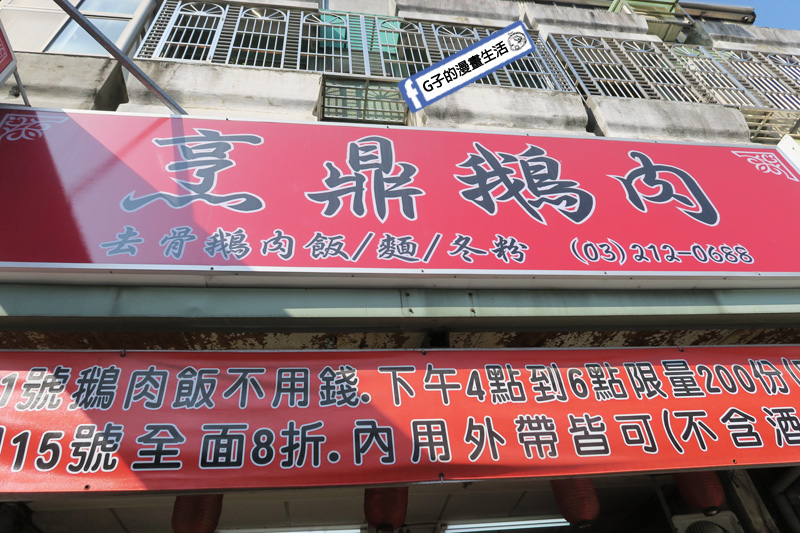 G子的漫畫生活
烹鼎鵝肉
去骨鵝肉飯/麵/冬粉 (03)212-0688
1號鵝肉飯不用錢.下午4點到6點限量200份(
15號全面8折.內用外帶皆可(不含酒